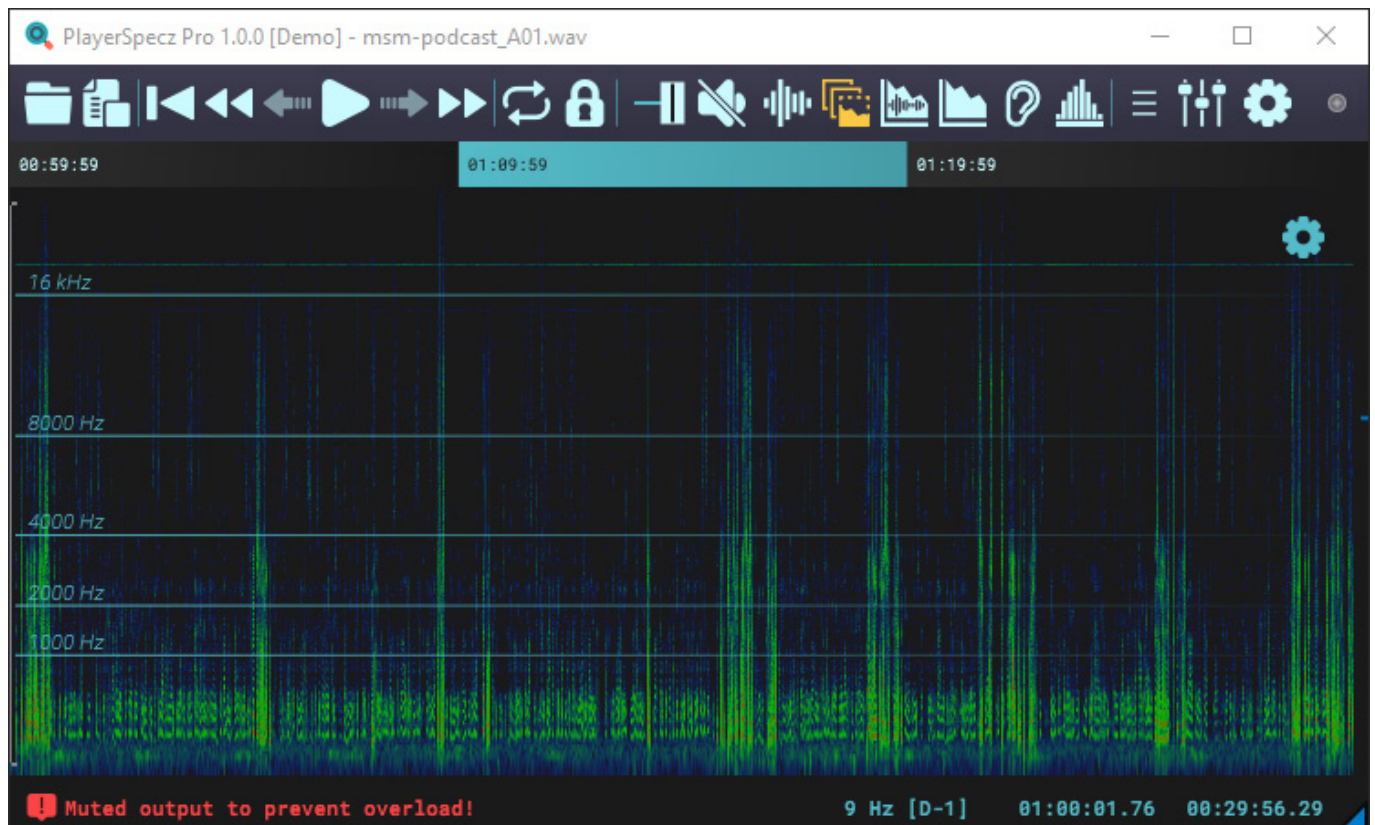 PlayerSpecz Pro 1.0.0 [Demo] - msm-podcast_A01.wav
00:59:59 01:09:59 01:19:59
16 kHz
8000 Hz
4000 Hz
2000 Hz
1000 Hz
Muted output to prevent overload! 9 Hz [D-1] 01:00:01.76 00:29:56.29